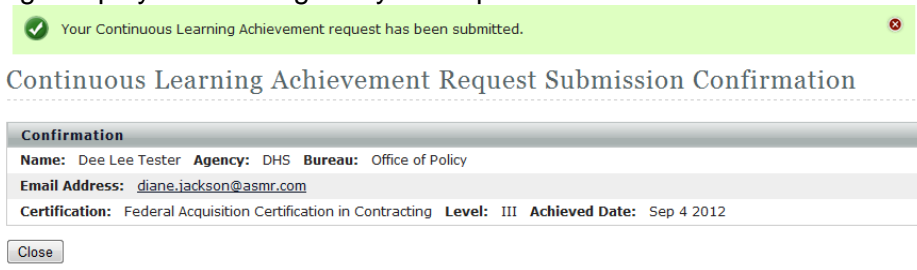 Your Continuous Learning Achievement request has been submitted.
Continuous Learning Achievement Request Submission Confirmation
Confirmation
Name: Dee Lee Tester Agency: DHS Bureau: Office of Policy
Email Address: diane.jackson@asmr.com
Certification: Federal Acquisition Certification in Contracting Level: III Achieved Date: Sep 4 2012
Close